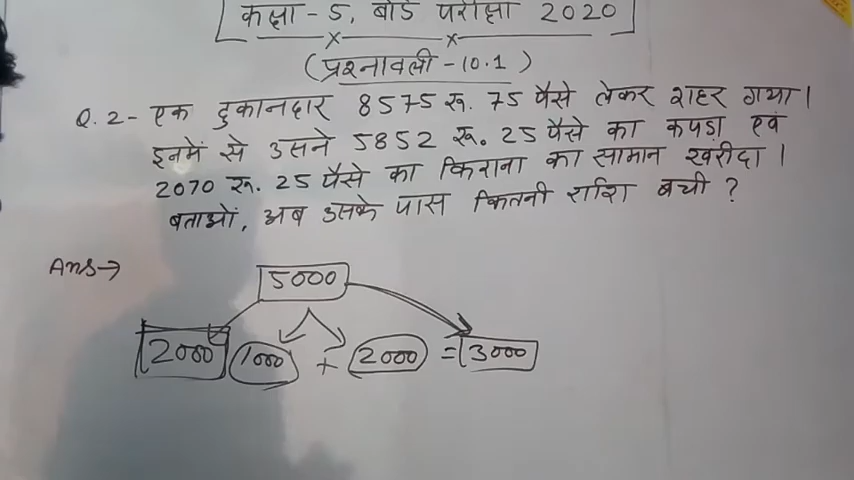 कक्षा - 5, बोर्ड परीक्षा 2020
(प्रश्नावली - 10.1)
Q.2- एक दुकानदार 8575 रू. 75 पैसे लेकर शहर गया।
इनमें से उसने 5852 रू. 25 पैसे का कपड़ा एवं
2070 रू. 25 पैसे का किराना का सामान खरीदा।
बताओं, अब उसके पास कितनी राशि बची ?
Ans→
5000
2000 1000 + 2000 = 3000